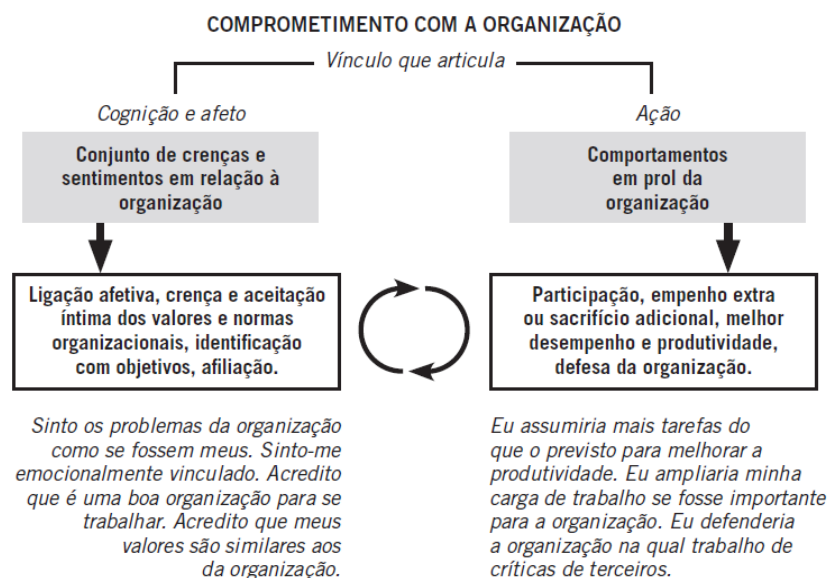 COMPROMETIMENTO COM A ORGANIZAÇÃO
Vínculo que articula
Cognição e afeto
Conjunto de crenças e
sentimentos em relação à
organização
Ligação afetiva, crença e aceitação
íntima dos valores e normas
organizacionais, identificação
com objetivos, afiliação.
Sinto os problemas da organização
como se fossem meus. Sinto-me
emocionalmente vinculado. Acredito
que é uma boa organização para se
trabalhar. Acredito que meus
valores são similares aos
da organização.
Ação
Comportamentos
em prol da
organização
Participação, empenho extra
ou sacrifício adicional, melhor
desempenho e produtividade,
defesa da organização.
Eu assumiria mais tarefas do
que o previsto para melhorar a
produtividade. Eu ampliaria minha
carga de trabalho se fosse importante
para a organização. Eu defenderia
a organização na qual trabalho de
críticas de terceiros.